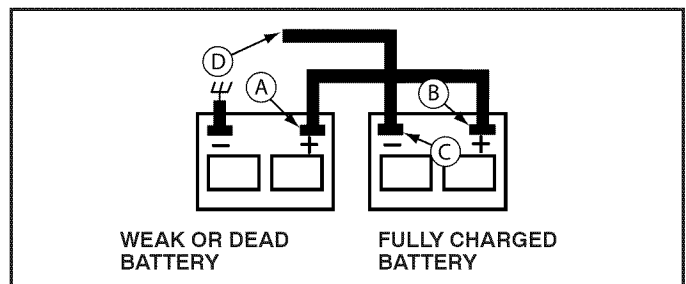 D
A
B
C
− + − +
WEAK OR DEAD
BATTERY
FULLY CHARGED
BATTERY